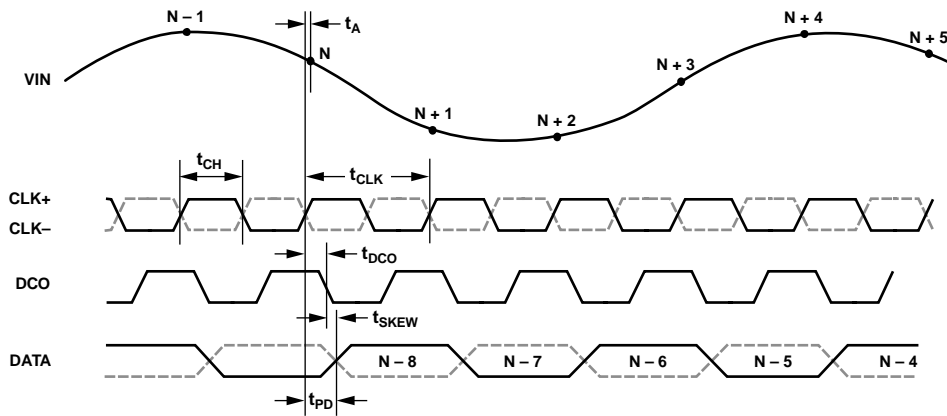 N – 1
t_A
N
N + 4
N + 5
VIN
N + 3
N + 1
N + 2
t_CH
t_CLK
CLK+
CLK–
t_DCO
DCO
t_SKEW
DATA
N – 8
N – 7
N – 6
N – 5
N – 4
t_PD